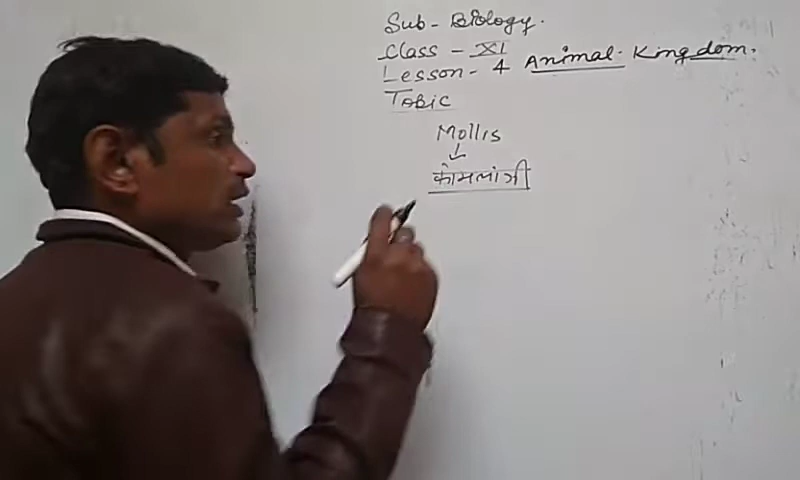 Sub - Biology.
Class - XI
Lesson - 4 Animal. Kingdom.
Topic
Mollis
कोमलांगी